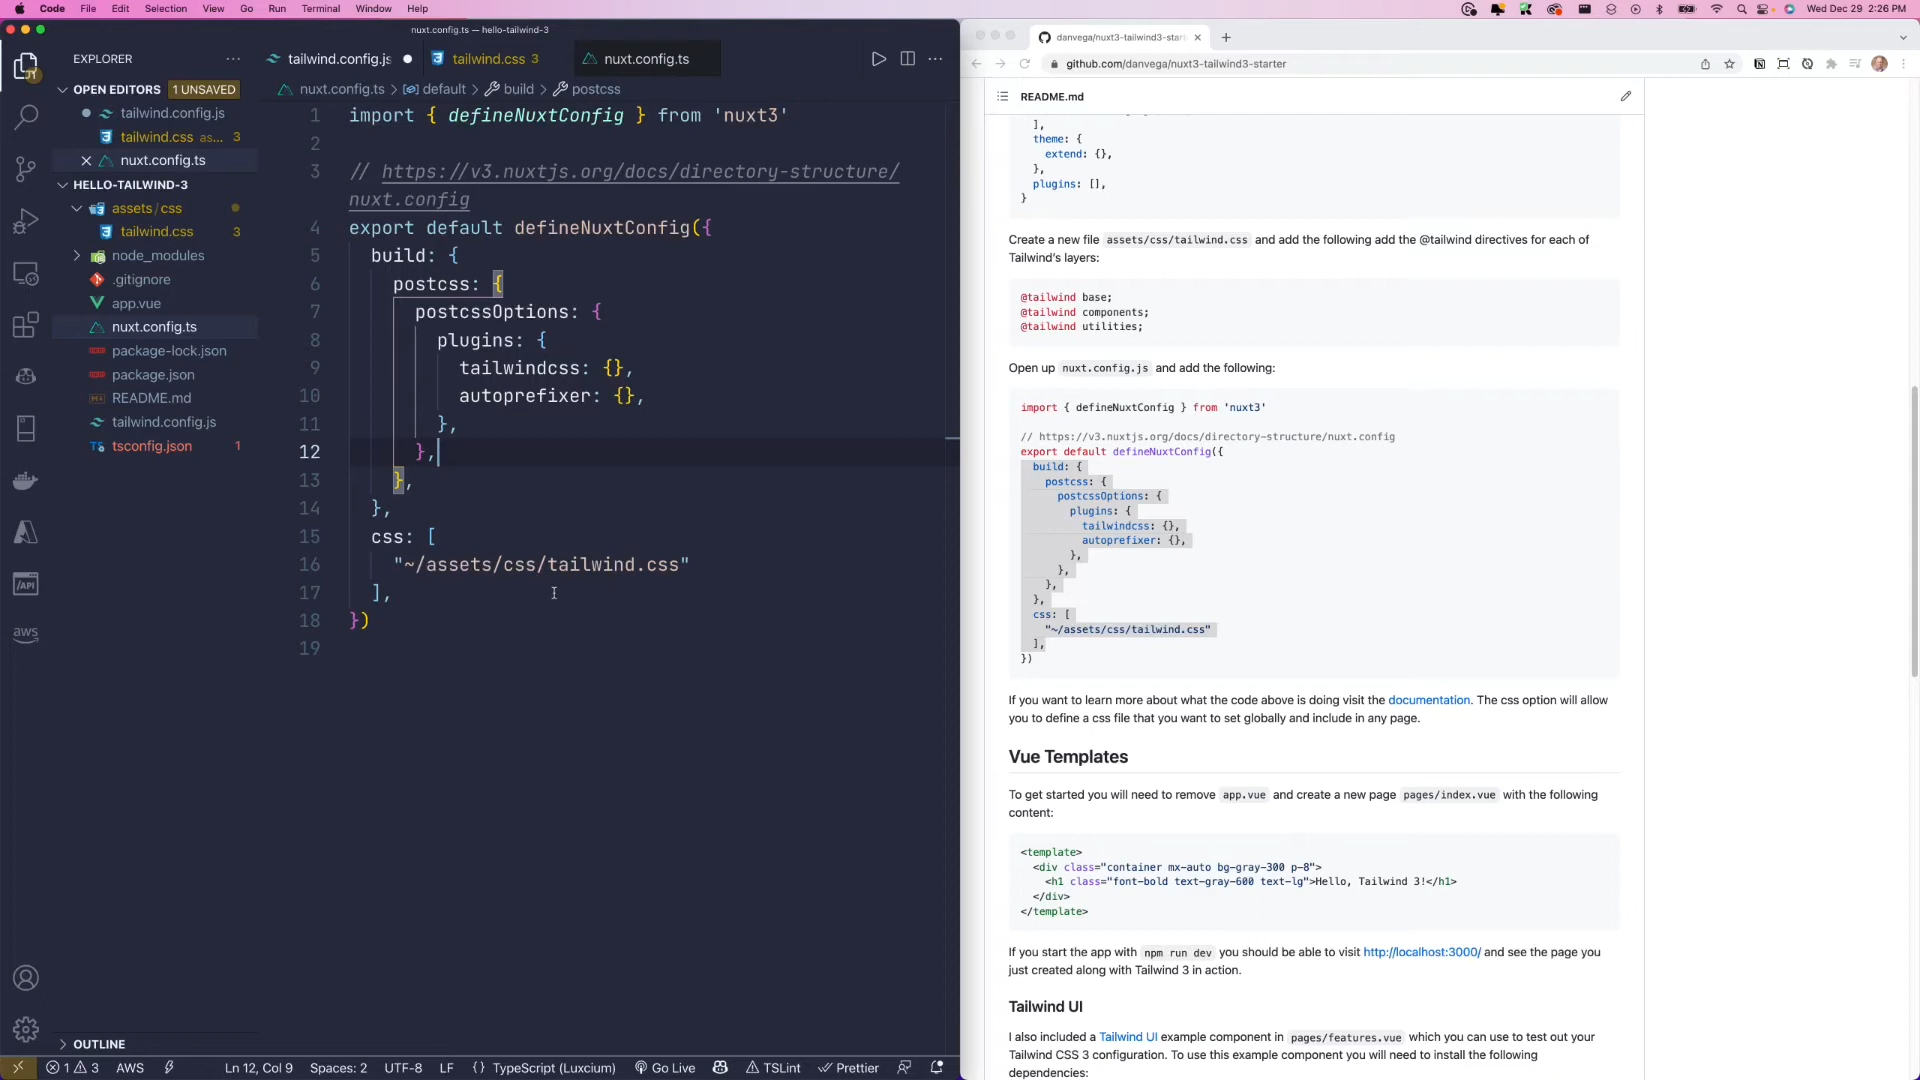 Code File Edit Selection View Go Run Terminal Window Help
Wed Dec 29 2:26 PM
nuxt.config.ts — hello-tailwind-3
EXPLORER
OPEN EDITORS 1 UNSAVED
tailwind.config.js
tailwind.css as... 3
nuxt.config.ts
HELLO-TAILWIND-3
assets/css
tailwind.css 3
node_modules
.gitignore
app.vue
nuxt.config.ts
package-lock.json
package.json
README.md
tailwind.config.js
tsconfig.json 1
OUTLINE
tailwind.config.js
tailwind.css 3
nuxt.config.ts
nuxt.config.ts > default > build > postcss
1 import { defineNuxtConfig } from 'nuxt3'
2
3 // https://v3.nuxtjs.org/docs/directory-structure/
nuxt.config
4 export default defineNuxtConfig({
5 build: {
6 postcss: {
7 postcssOptions: {
8 plugins: {
9 tailwindcss: {},
10 autoprefixer: {},
11 },
12 },
13 },
14 },
15 css: [
16 "~/assets/css/tailwind.css"
17 ],
18 })
19
API
aws
1 3 AWS Ln 12, Col 9 Spaces: 2 UTF-8 LF {} TypeScript (Luxcium) Go Live TSLint Prettier
danvega/nuxt3-tailwind3-star
github.com/danvega/nuxt3-tailwind3-starter
README.md
],
theme: {
extend: {},
},
plugins: [],
}
Create a new file assets/css/tailwind.css and add the following add the @tailwind directives for each of
Tailwind's layers:
@tailwind base;
@tailwind components;
@tailwind utilities;
Open up nuxt.config.js and add the following:
import { defineNuxtConfig } from 'nuxt3'
// https://v3.nuxtjs.org/docs/directory-structure/nuxt.config
export default defineNuxtConfig({
build: {
postcss: {
postcssOptions: {
plugins: {
tailwindcss: {},
autoprefixer: {},
},
},
},
},
css: [
"~/assets/css/tailwind.css"
],
})
If you want to learn more about what the code above is doing visit the documentation. The css option will allow
you to define a css file that you want to set globally and include in any page.
Vue Templates
To get started you will need to remove app.vue and create a new page pages/index.vue with the following
content:
<template>
<div class="container mx-auto bg-gray-300 p-8">
<h1 class="font-bold text-gray-600 text-lg">Hello, Tailwind 3!</h1>
</div>
</template>
If you start the app with npm run dev you should be able to visit http://localhost:3000/ and see the page you
just created along with Tailwind 3 in action.
Tailwind UI
I also included a Tailwind UI example component in pages/features.vue which you can use to test out your
Tailwind CSS 3 configuration. To use this example component you will need to install the following
dependencies: